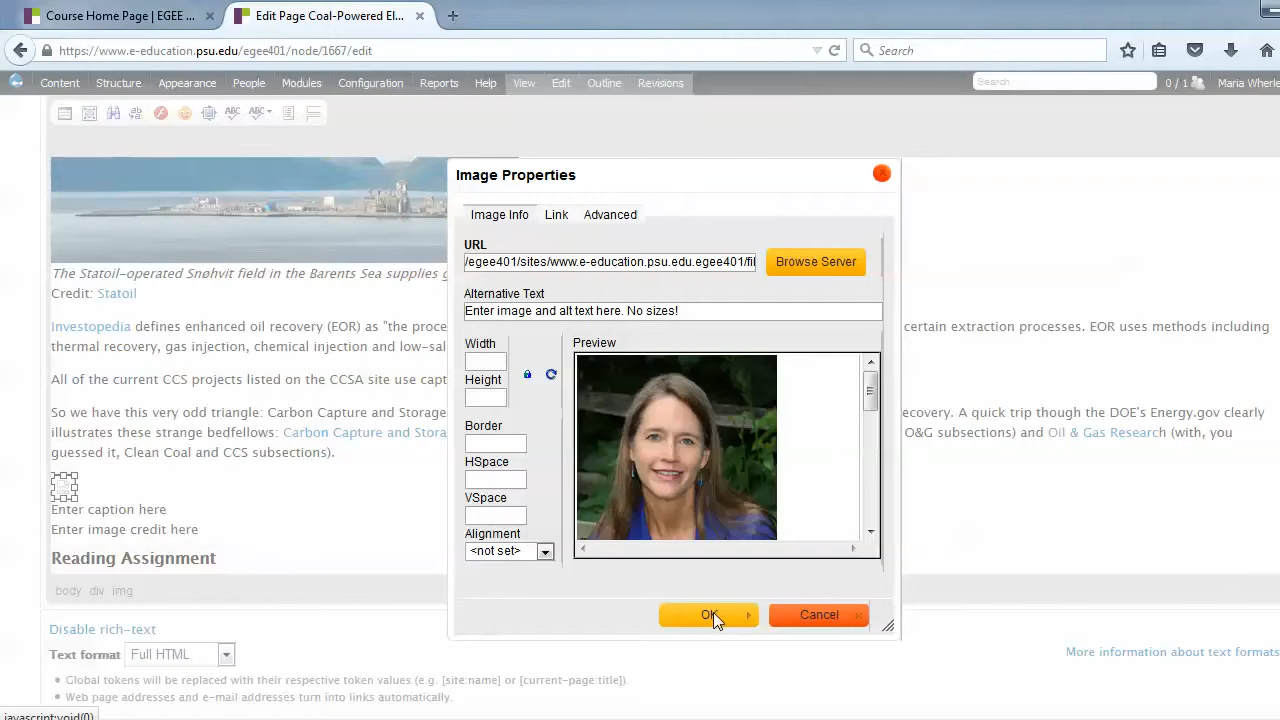 Course Home Page | EGEE ...
Edit Page Coal-Powered El...
https://www.e-education.psu.edu/egee401/node/1667/edit
Search
Content Structure Appearance People Modules Configuration Reports Help View Edit Outline Revisions
Search
0 / 1
Maria Wherle
ABC ABC
Image Properties
Image Info Link Advanced
URL
/egee401/sites/www.e-education.psu.edu.egee401/fil
Browse Server
Alternative Text
Enter image and alt text here. No sizes!
Width
Height
Border
HSpace
VSpace
Alignment
<not set>
Preview
OK
Cancel
The Statoil-operated Snøhvit field in the Barents Sea supplies g
Credit: Statoil
Investopedia defines enhanced oil recovery (EOR) as "the proce certain extraction processes. EOR uses methods including
thermal recovery, gas injection, chemical injection and low-sal
All of the current CCS projects listed on the CCSA site use capt
So we have this very odd triangle: Carbon Capture and Storage ecovery. A quick trip though the DOE's Energy.gov clearly
illustrates these strange bedfellows: Carbon Capture and Stora O&G subsections) and Oil & Gas Research (with, you
guessed it, Clean Coal and CCS subsections).
Enter caption here
Enter image credit here
Reading Assignment
body div img
Disable rich-text
Text format Full HTML
More information about text formats
Global tokens will be replaced with their respective token values (e.g. [site:name] or [current-page:title]).
Web page addresses and e-mail addresses turn into links automatically.
javascript:void(0)